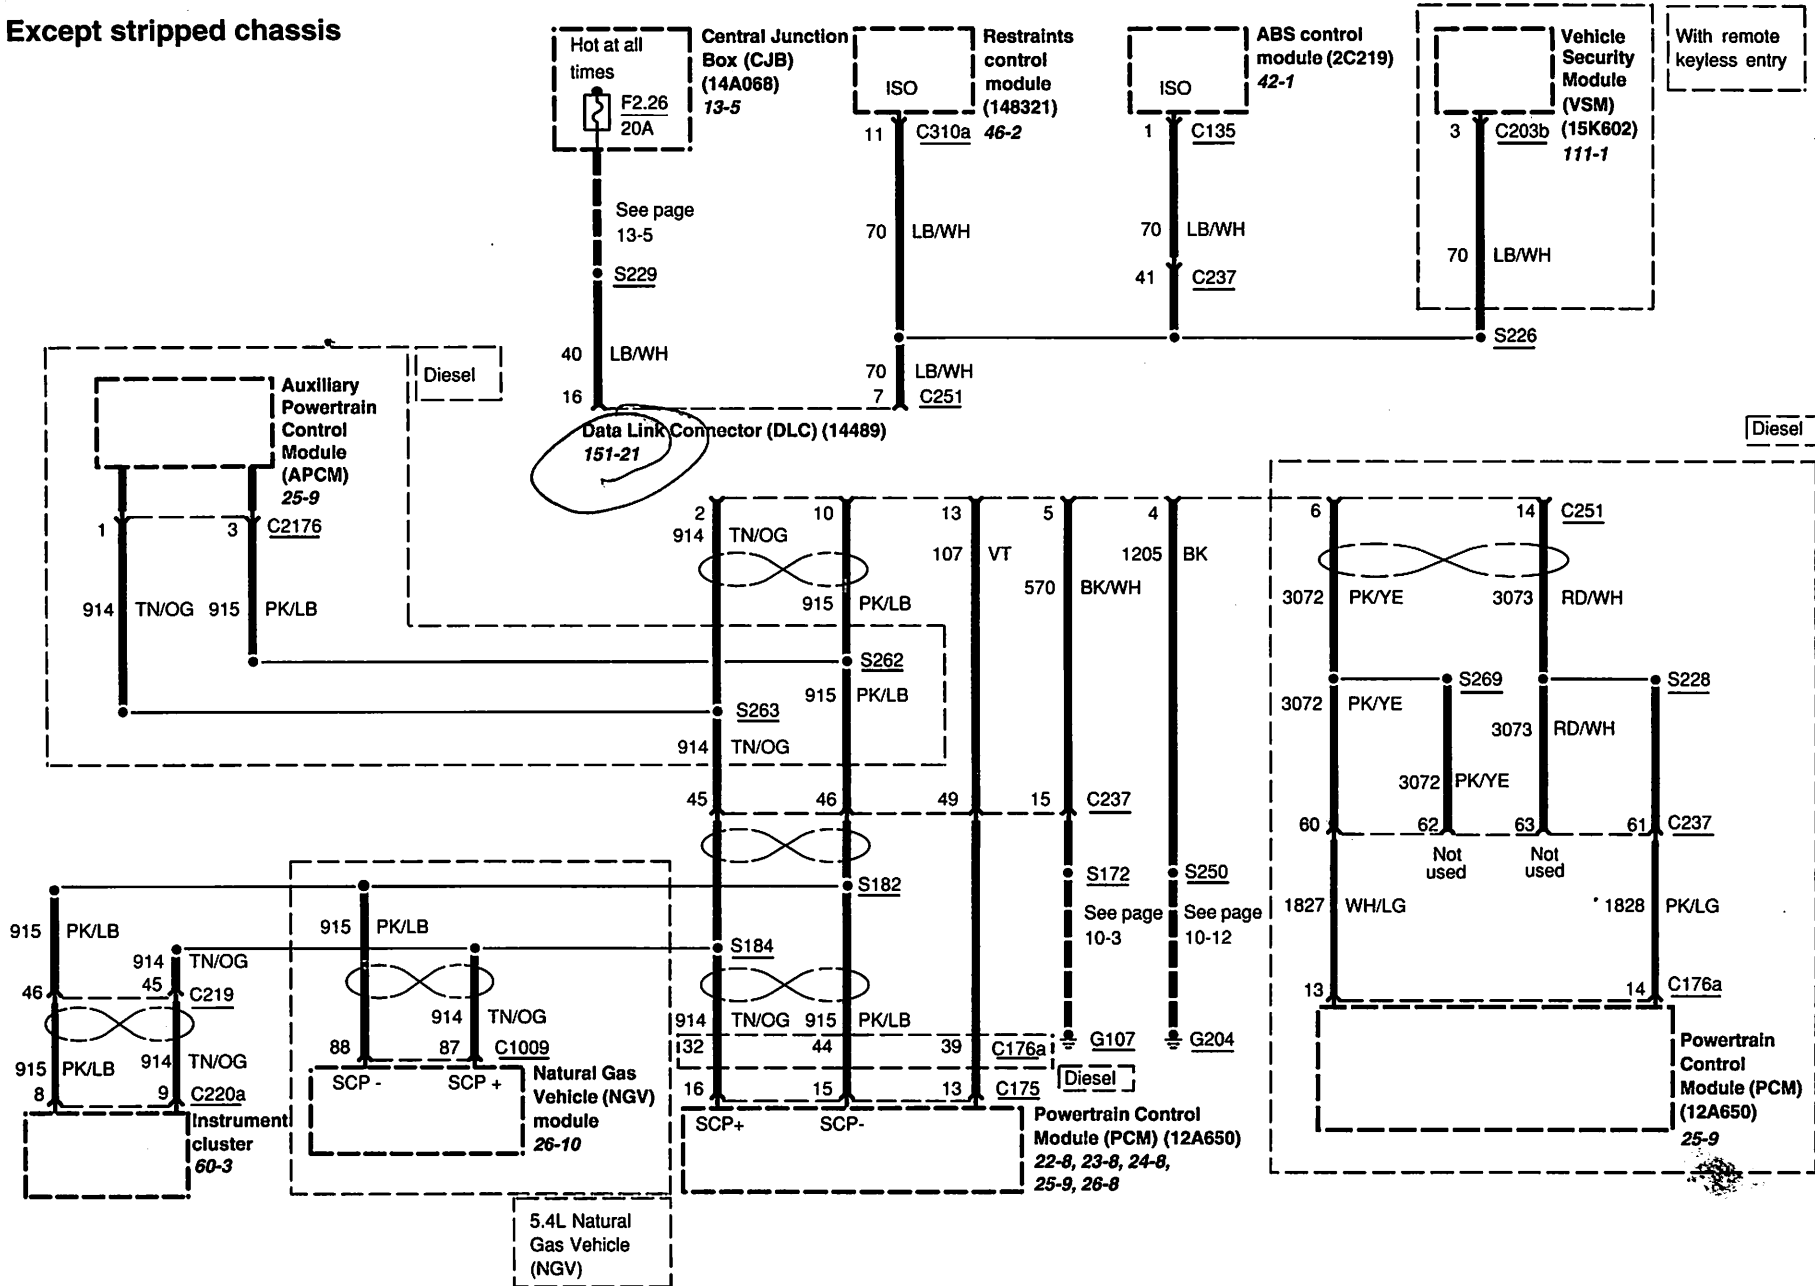 Except stripped chassis
Hot at all
times
F2.26
20A
Central Junction
Box (CJB)
(14A068)
13-5
ISO
Restraints
control
module
(148321)
46-2
ISO
ABS control
module (2C219)
42-1
Vehicle
Security
Module
(VSM)
(15K602)
111-1
With remote
keyless entry
11 C310a
1 C135
3 C203b
See page
13-5
S229
70 LB/WH
70 LB/WH
41 C237
70 LB/WH
S226
40 LB/WH
16
70 LB/WH
7 C251
Data Link Connector (DLC) (14489)
151-21
Diesel
Auxiliary
Powertrain
Control
Module
(APCM)
25-9
1 3 C2176
914 TN/OG 915 PK/LB
Diesel
2 10 13 5 4 6 14 C251
914 TN/OG
107 VT
1205 BK
570 BK/WH
915 PK/LB
3072 PK/YE 3073 RD/WH
S262
915 PK/LB
S263
914 TN/OG
S269
S228
3072 PK/YE
3073 RD/WH
3072 PK/YE
45 46 49 15 C237
60 62 63 61 C237
Not
used
Not
used
S182
S172
See page
10-3
S250
See page
10-12
1827 WH/LG
1828 PK/LG
915 PK/LB
915 PK/LB
914 TN/OG
S184
46 45 C219
914 TN/OG
914 TN/OG 915 PK/LB
13 14 C176a
915 PK/LB
914 TN/OG
88 87 C1009
32 44 39 C176a
G107
G204
Diesel
8 9 C220a
SCP - SCP +
Natural Gas
Vehicle (NGV)
module
26-10
16 15 13 C175
SCP+ SCP-
Powertrain Control
Module (PCM) (12A650)
22-8, 23-8, 24-8,
25-9, 26-8
Powertrain
Control
Module (PCM)
(12A650)
25-9
Instrument
cluster
60-3
5.4L Natural
Gas Vehicle
(NGV)